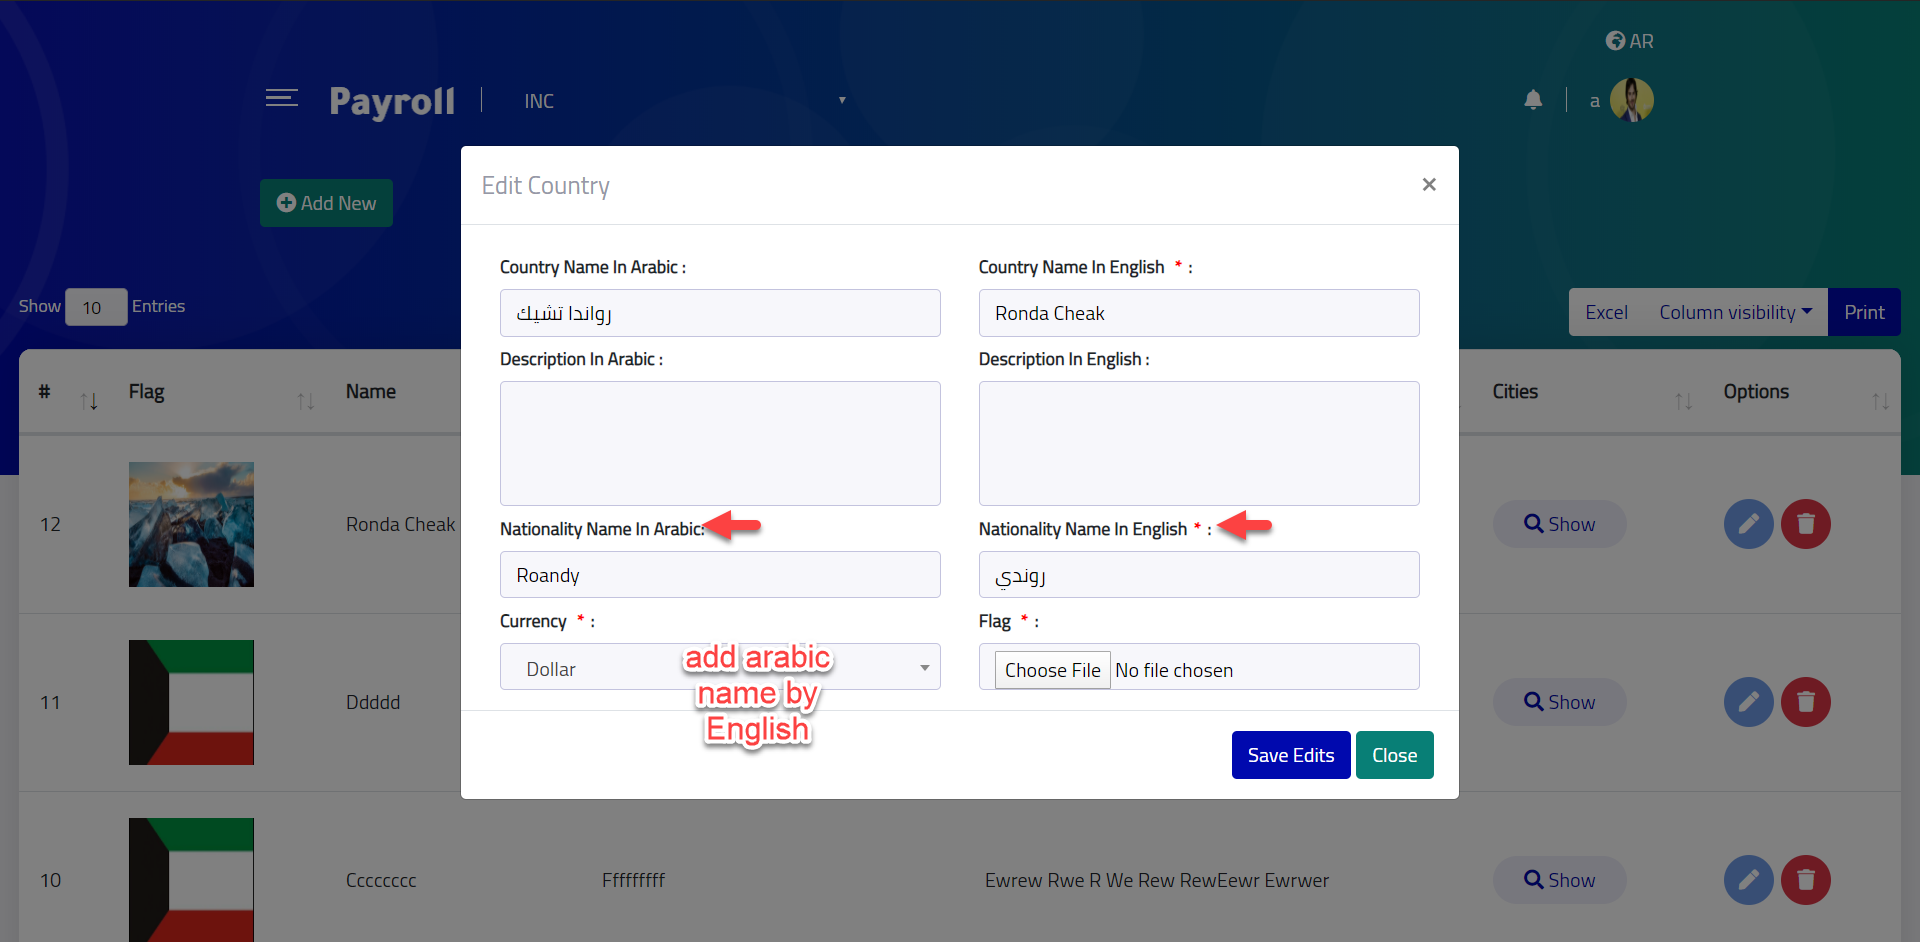 AR
Payroll
INC
a
Add New
Edit Country
×
Country Name In Arabic :
Country Name In English * :
رواندا تشيك
Ronda Cheak
Show 10 Entries
Excel
Column visibility
Print
Description In Arabic :
Description In English :
#
Flag
Name
Cities
Options
Nationality Name In Arabic:
Nationality Name In English * :
12
Ronda Cheak
Show
Roandy
روندي
Currency * :
Flag * :
Dollar
Choose File No file chosen
add arabic
name by
English
11
Ddddd
Show
Save Edits
Close
10
Cccccccc
Fffffffff
Ewrew Rwe R We Rew RewEewr Ewrwer
Show